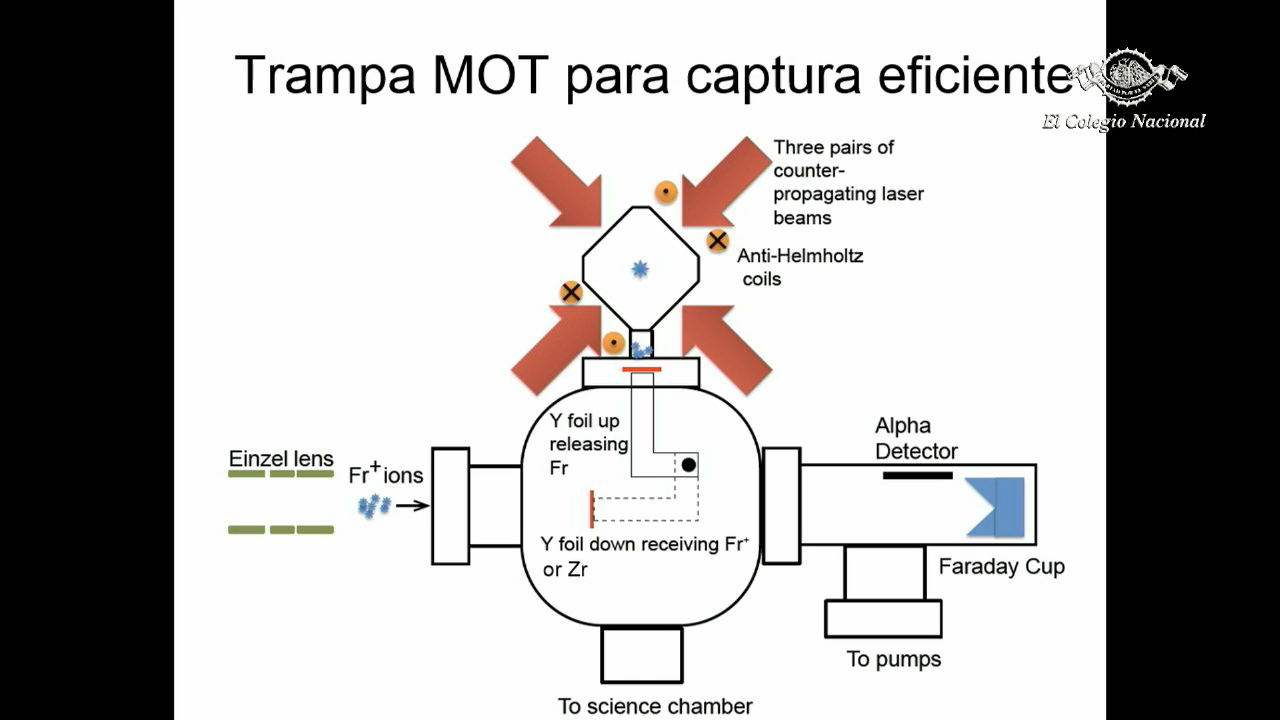 Trampa MOT para captura eficiente
El Colegio Nacional
Three pairs of
counter-
propagating laser
beams
Anti-Helmholtz
coils
Y foil up
releasing
Fr
Alpha
Detector
Einzel lens
Fr+ ions
Y foil down receiving Fr+
or Zr
Faraday Cup
To pumps
To science chamber